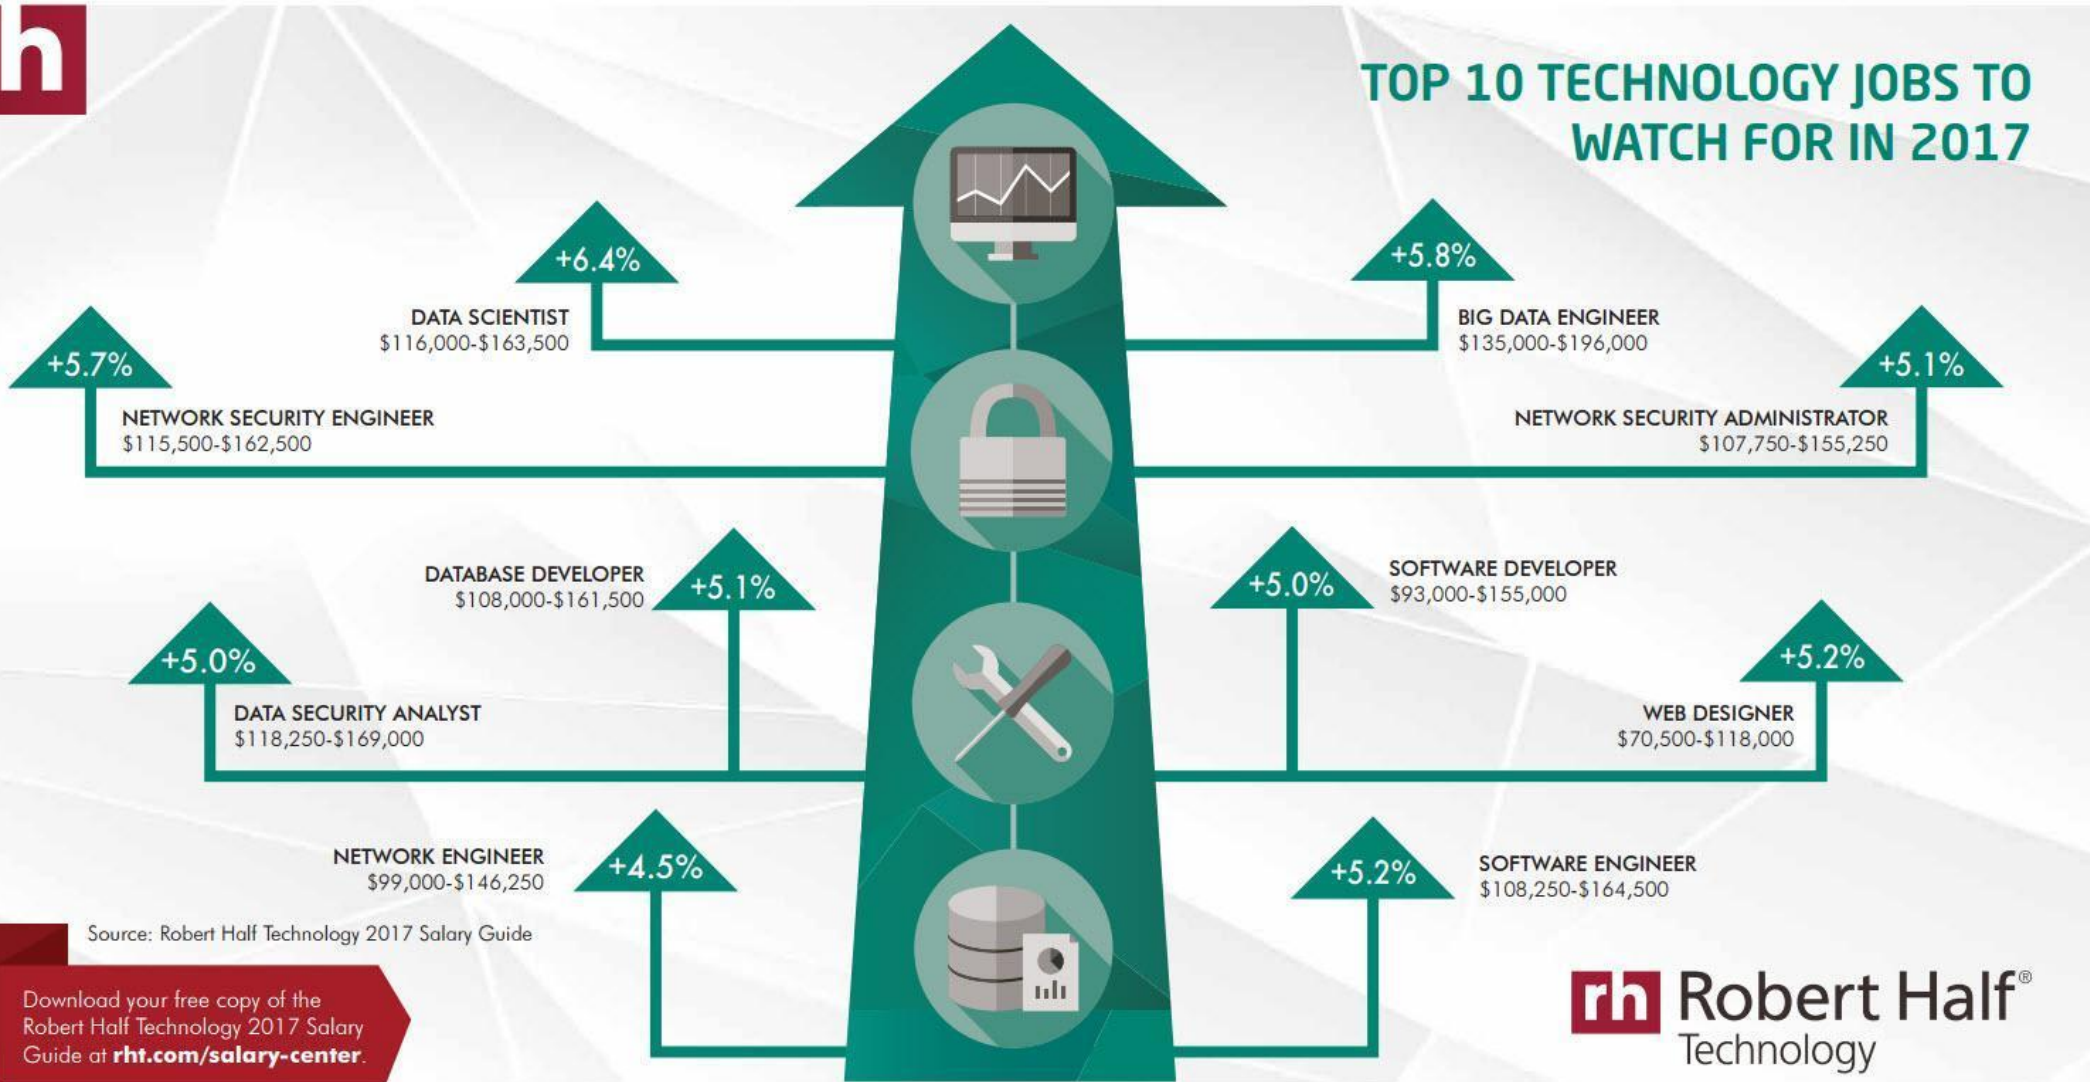 h
TOP 10 TECHNOLOGY JOBS TO
WATCH FOR IN 2017
+6.4%
DATA SCIENTIST
$116,000-$163,500
+5.8%
BIG DATA ENGINEER
$135,000-$196,000
+5.7%
NETWORK SECURITY ENGINEER
$115,500-$162,500
+5.1%
NETWORK SECURITY ADMINISTRATOR
$107,750-$155,250
DATABASE DEVELOPER
$108,000-$161,500
+5.1%
+5.0%
SOFTWARE DEVELOPER
$93,000-$155,000
+5.0%
DATA SECURITY ANALYST
$118,250-$169,000
+5.2%
WEB DESIGNER
$70,500-$118,000
NETWORK ENGINEER
$99,000-$146,250
+4.5%
+5.2%
SOFTWARE ENGINEER
$108,250-$164,500
Source: Robert Half Technology 2017 Salary Guide
Download your free copy of the
Robert Half Technology 2017 Salary
Guide at rht.com/salary-center.
rh Robert Half®
Technology